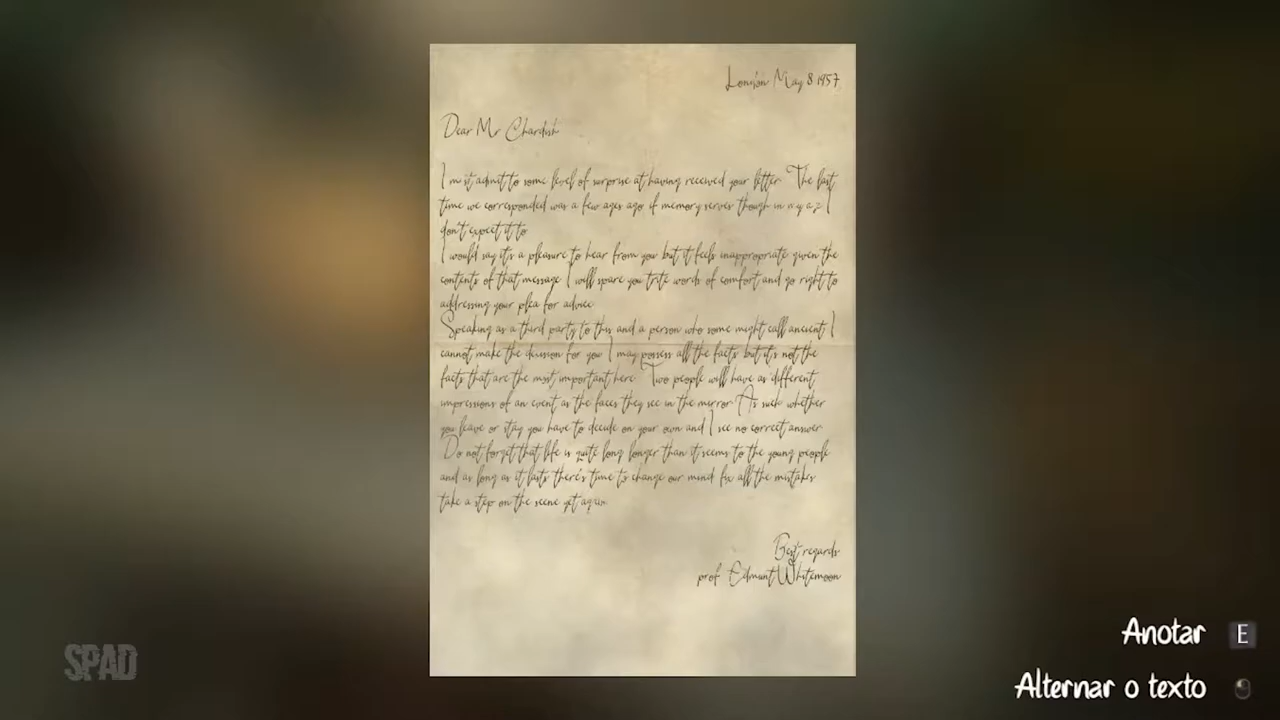 London May 8 1957
Dear Mr Chardish
I must admit to some level of surprise at having received your letter The last
time we corresponded was a few ages ago if memory serves though in my age I
don't expect it to
I would say it's a pleasure to hear from you but it feels inappropriate given the
contents of that message I will spare you trite words of comfort and go right to
addressing your plea for advice
Speaking as a third party to this and a person who some might call ancient I
cannot make the decision for you I may possess all the facts but it's not the
facts that are the most important here Two people will have as different
impressions of an event as the faces they see in the mirror As such whether
you leave or stay you have to decide on your own and I see no correct answer
Do not forget that life is quite long longer than it seems to the young people
and as long as it lasts there's time to change our mind fix all the mistakes
take a step on the scene yet again
Best regards
prof Edmunt Whitemoon
SPAD
Anotar E
Alternar o texto